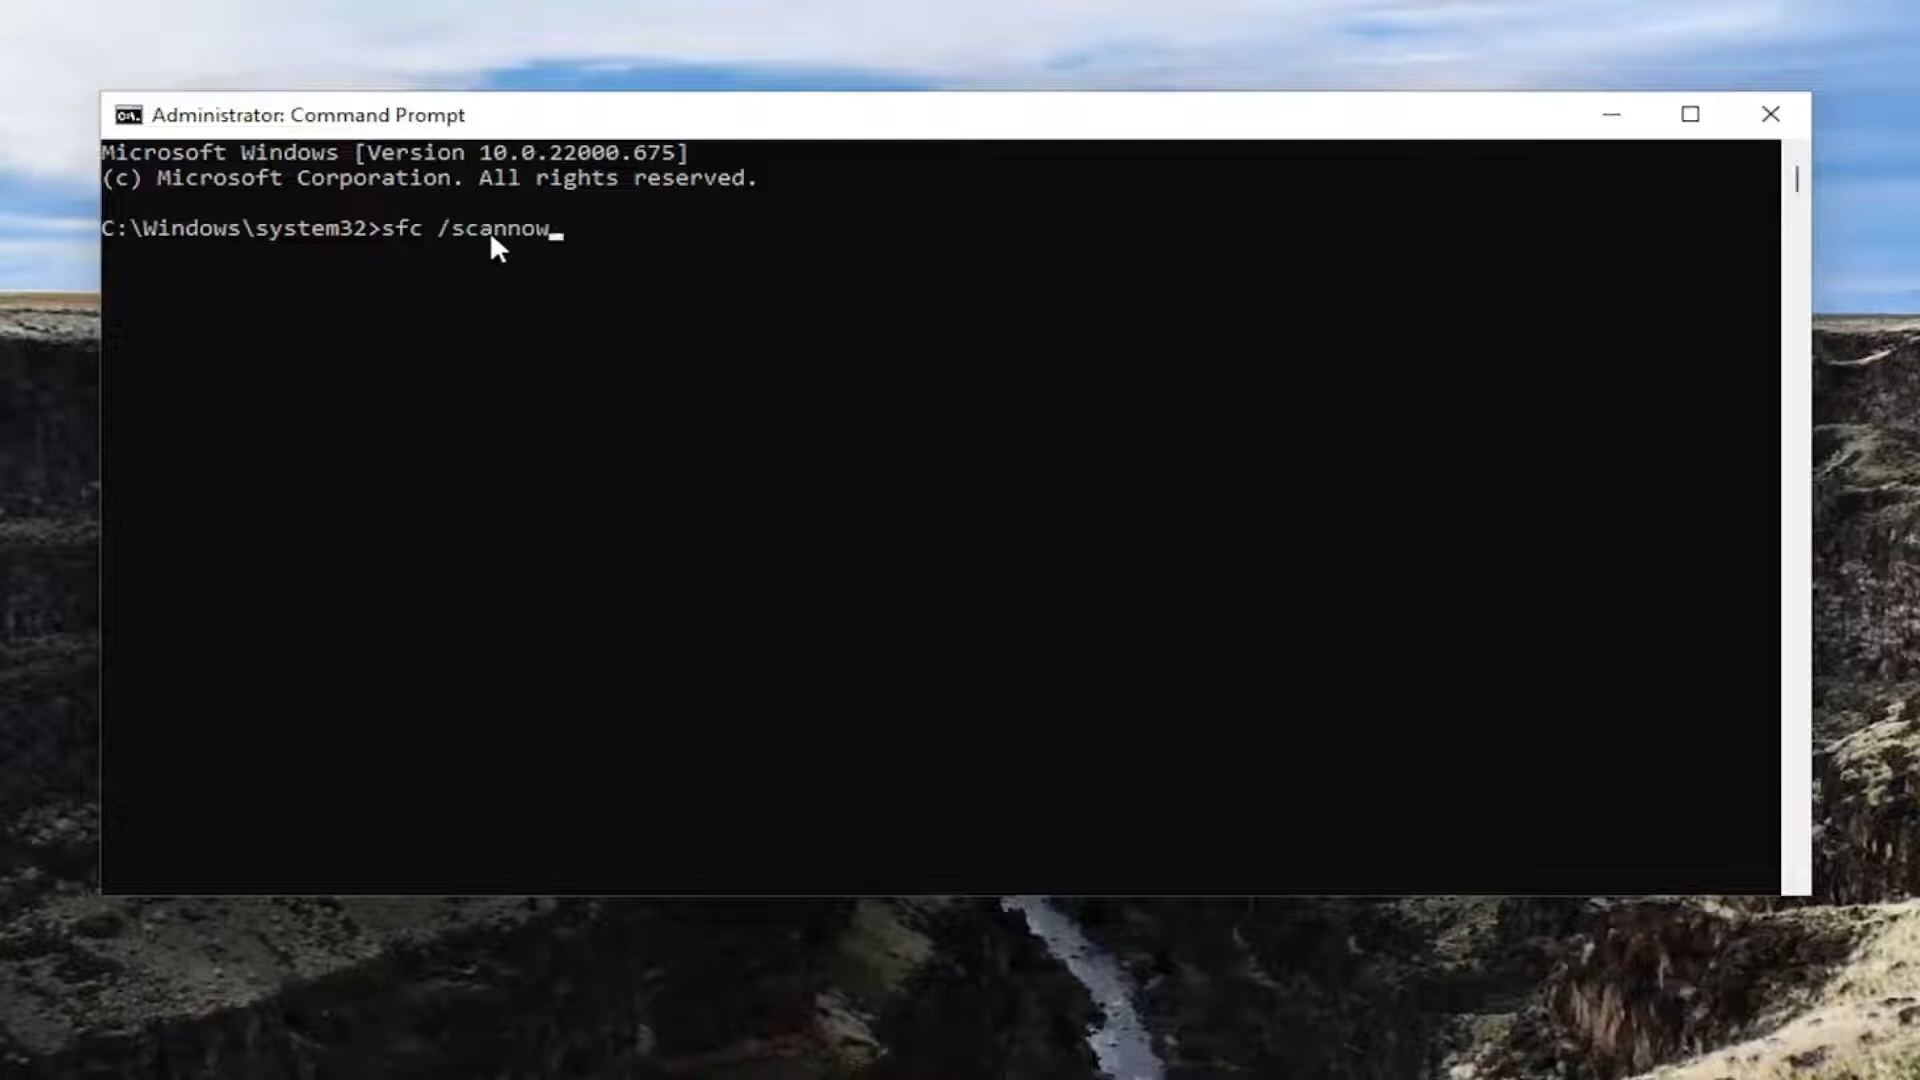 Administrator: Command Prompt
Microsoft Windows [Version 10.0.22000.675]
(c) Microsoft Corporation. All rights reserved.
C:\Windows\system32>sfc /scannow